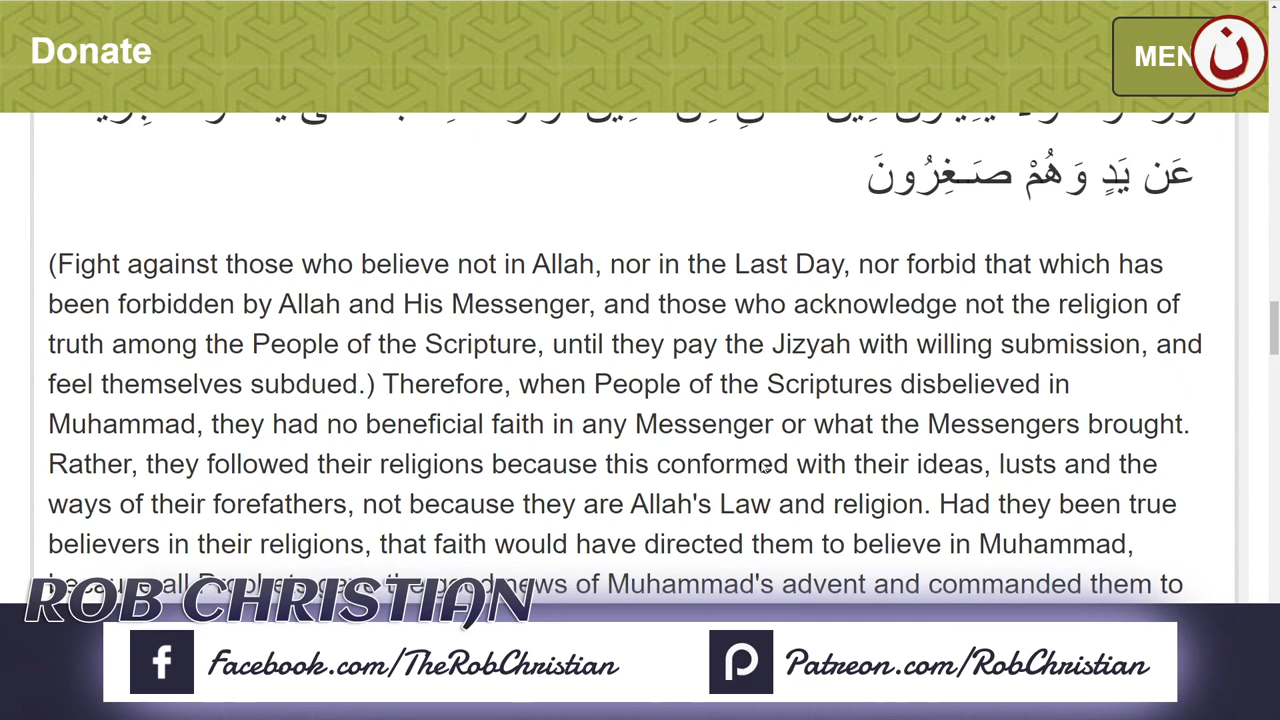 Donate
MEN
ن
عَن يَدٍ وَهُمْ صَـغِرُونَ
(Fight against those who believe not in Allah, nor in the Last Day, nor forbid that which has
been forbidden by Allah and His Messenger, and those who acknowledge not the religion of
truth among the People of the Scripture, until they pay the Jizyah with willing submission, and
feel themselves subdued.) Therefore, when People of the Scriptures disbelieved in
Muhammad, they had no beneficial faith in any Messenger or what the Messengers brought.
Rather, they followed their religions because this conformed with their ideas, lusts and the
ways of their forefathers, not because they are Allah's Law and religion. Had they been true
believers in their religions, that faith would have directed them to believe in Muhammad,
all news of Muhammad's advent and commanded them to
ROB CHRISTIAN
Facebook.com/TheRobChristian
Patreon.com/RobChristian